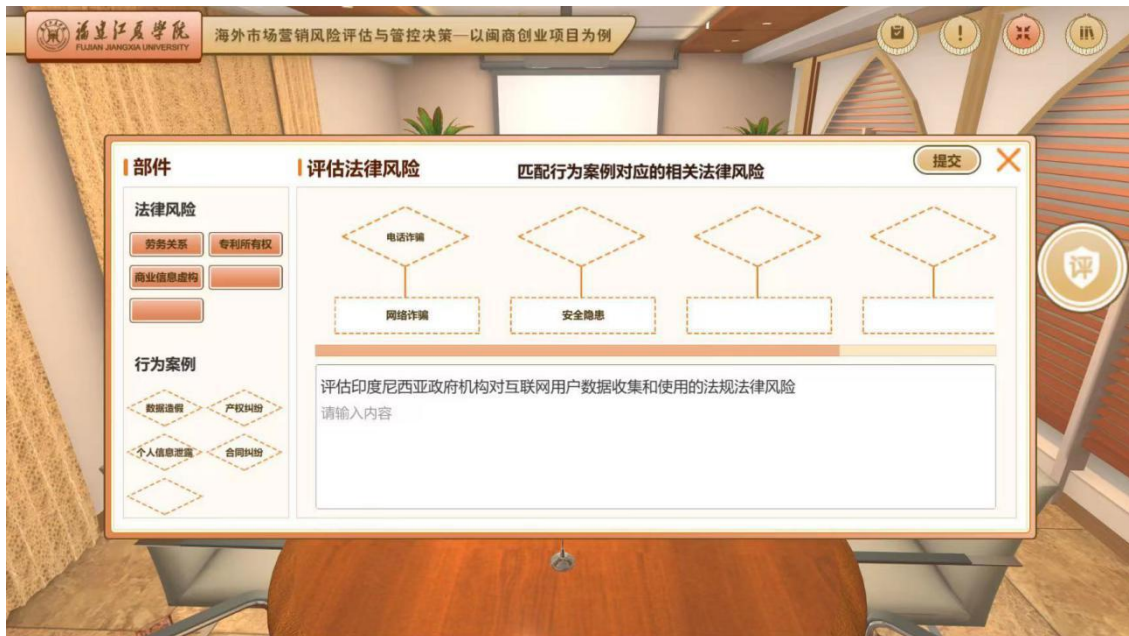 福建江夏学院
FUJIAN JIANGXIA UNIVERSITY
海外市场营销风险评估与管控决策—以闽商创业项目为例
部件
评估法律风险
匹配行为案例对应的相关法律风险
提交
法律风险
劳务关系
专利所有权
商业信息虚构
行为案例
数据造假
产权纠纷
个人信息泄露
合同纠纷
电话诈骗
网络诈骗
安全隐患
评估印度尼西亚政府机构对互联网用户数据收集和使用的法规法律风险
请输入内容
评